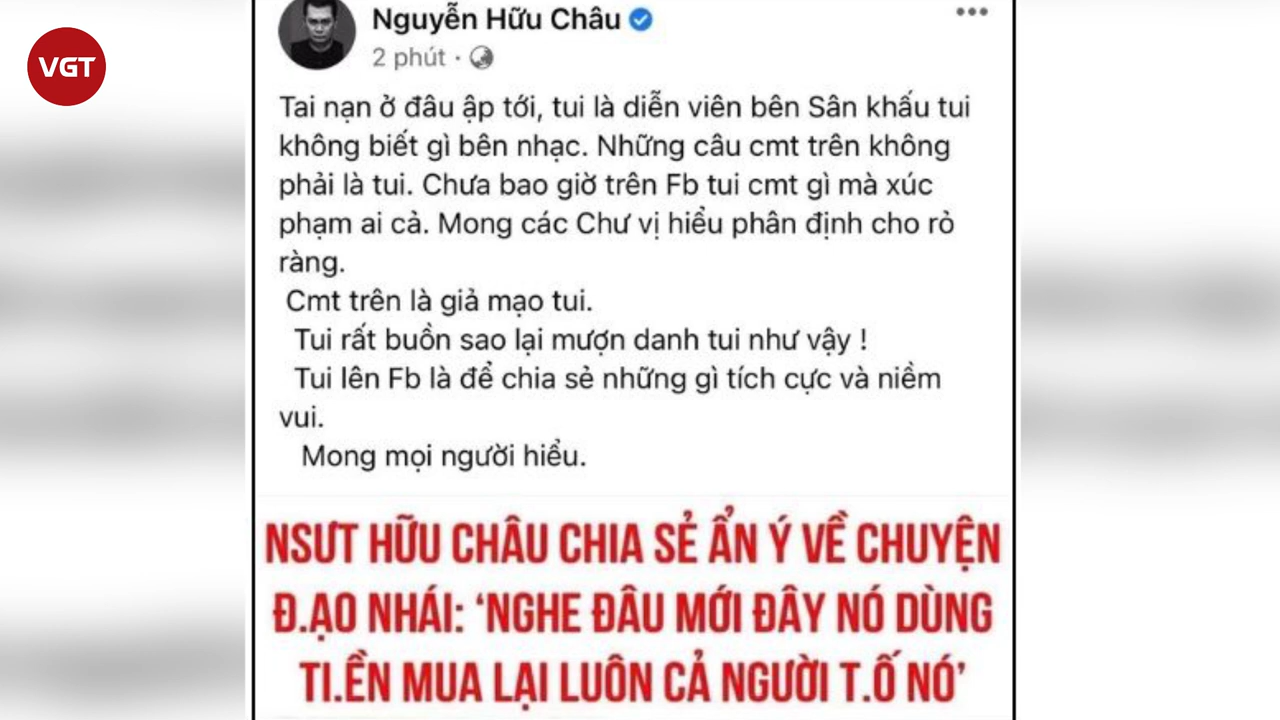 VGT
Nguyễn Hữu Châu
2 phút ·
Tai nạn ở đâu ập tới, tui là diễn viên bên Sân khấu tui
không biết gì bên nhạc. Những câu cmt trên không
phải là tui. Chưa bao giờ trên Fb tui cmt gì mà xúc
phạm ai cả. Mong các Chư vị hiểu phân định cho rỏ
ràng.
Cmt trên là giả mạo tui.
Tui rất buồn sao lại mượn danh tui như vậy !
Tui lên Fb là để chia sẻ những gì tích cực và niềm
vui.
Mong mọi người hiểu.
NSƯT HỮU CHÂU CHIA SẺ ẨN Ý VỀ CHUYỆN
Đ.ẠO NHÁI: ‘NGHE ĐÂU MỚI ĐÂY NÓ DÙNG
TI.ỀN MUA LẠI LUÔN CẢ NGƯỜI T.Ố NÓ’